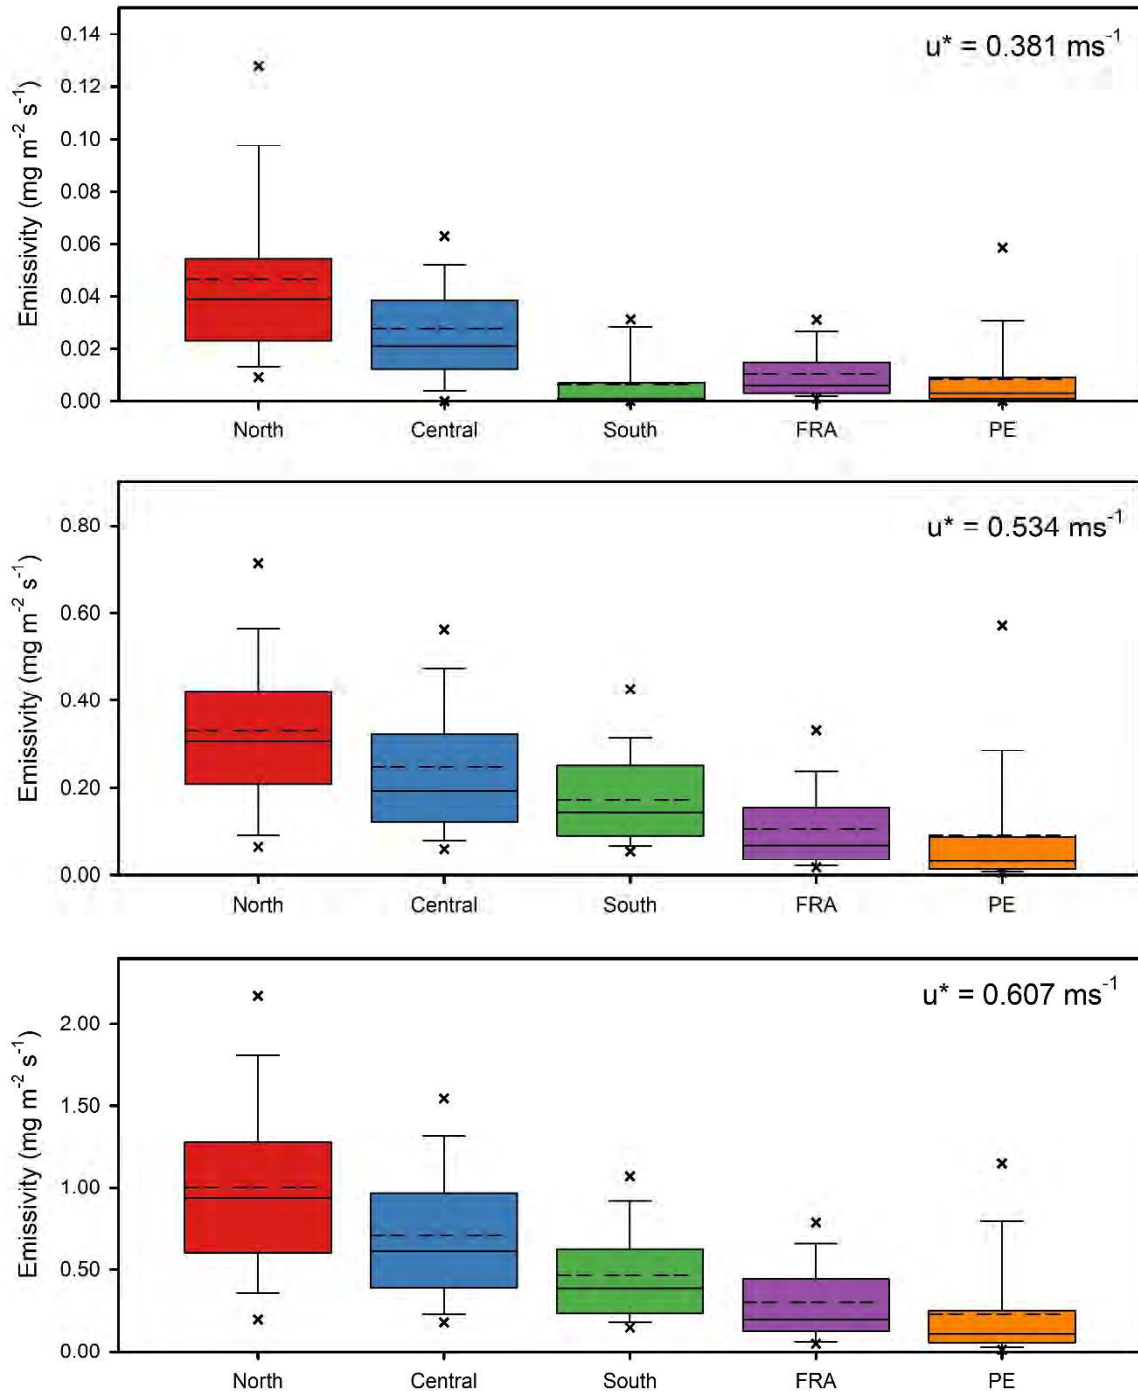 u* = 0.381 ms⁻¹
Emissivity (mg m⁻² s⁻¹)
0.14
0.12
0.10
0.08
0.06
0.04
0.02
0.00
North Central South FRA PE
u* = 0.534 ms⁻¹
Emissivity (mg m⁻² s⁻¹)
0.80
0.60
0.40
0.20
0.00
North Central South FRA PE
u* = 0.607 ms⁻¹
Emissivity (mg m⁻² s⁻¹)
2.00
1.50
1.00
0.50
0.00
North Central South FRA PE